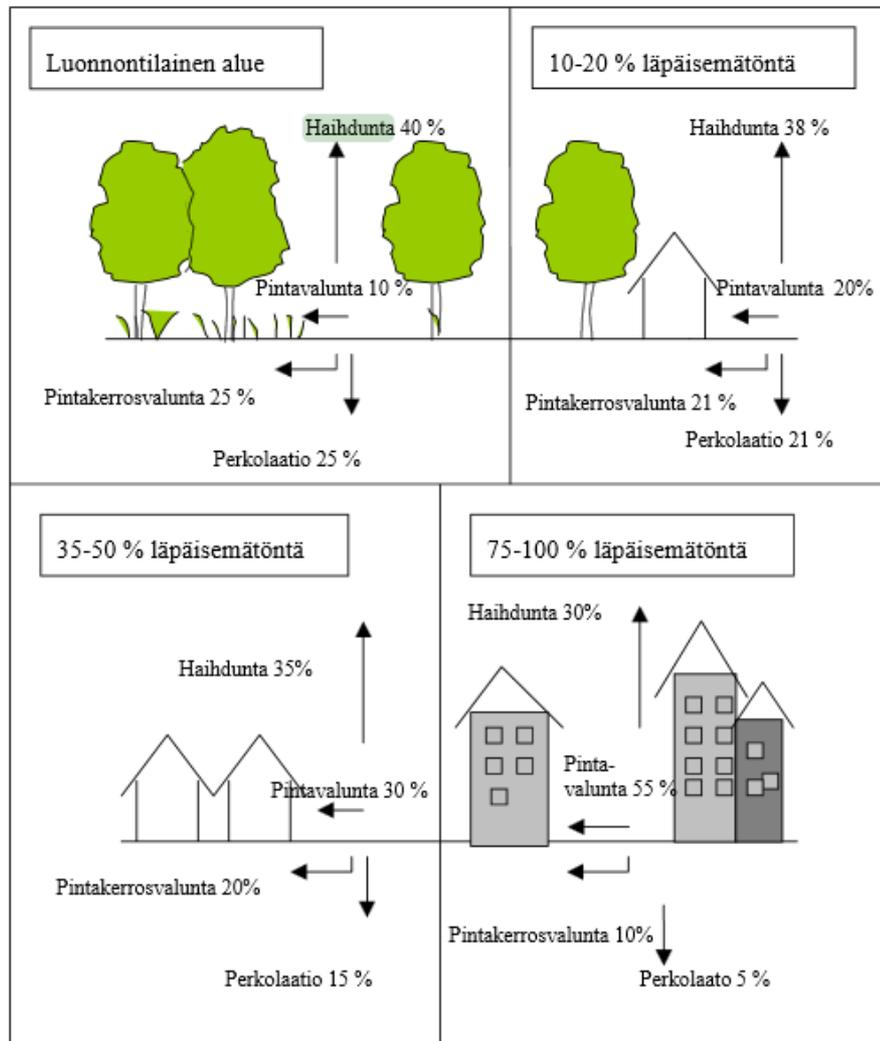 Luonnontilainen alue
Haihdunta 40 %
Pintavalunta 10 %
Pintakerrosvalunta 25 %
Perkolaatio 25 %
10-20 % läpäisemätöntä
Haihdunta 38 %
Pintavalunta 20%
Pintakerrosvalunta 21 %
Perkolaatio 21 %
35-50 % läpäisemätöntä
Haihdunta 35%
Pintavalunta 30 %
Pintakerrosvalunta 20%
Perkolaatio 15 %
75-100 % läpäisemätöntä
Haihdunta 30%
Pinta-
valunta 55 %
Pintakerrosvalunta 10%
Perkolaato 5 %